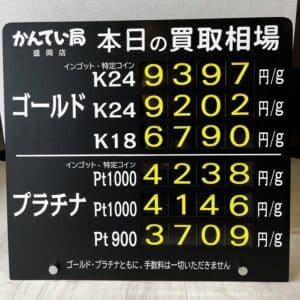 かんてい局 盛岡店 本日の買取相場
インゴット・特定コイン
K24 9397 円/g
ゴールド K24 9202 円/g
K18 6790 円/g
インゴット・特定コイン
Pt1000 4238 円/g
プラチナ Pt1000 4146 円/g
Pt900 3709 円/g
ゴールド・プラチナともに、手数料は一切いただきません